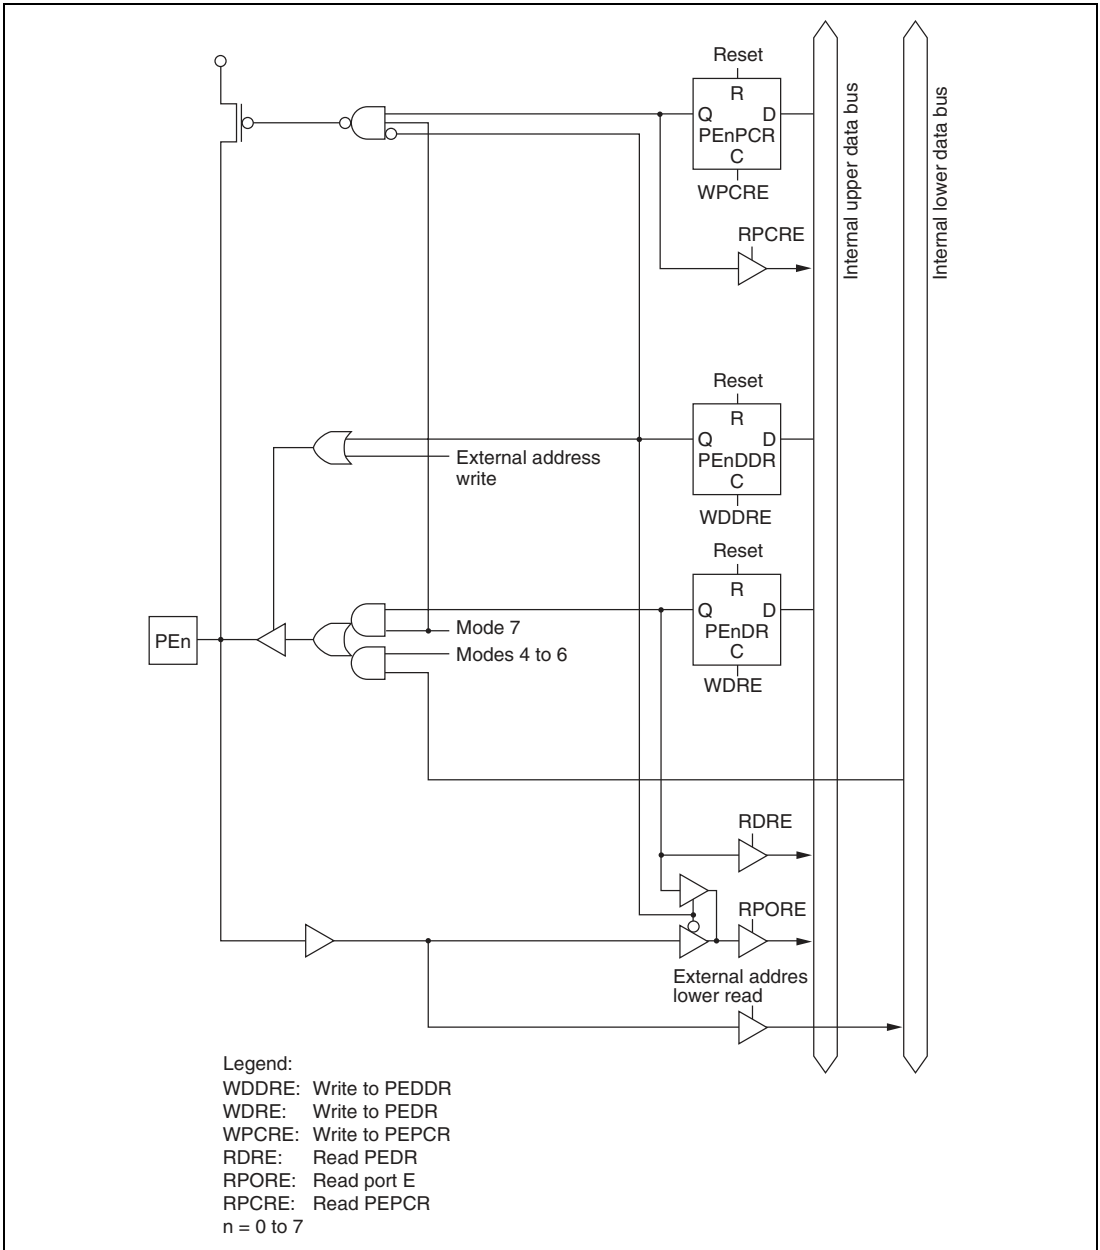 Reset
R
Q D
PEnPCR
C
WPCRE
RPCRE
Internal upper data bus
Internal lower data bus
Reset
R
Q D
PEnDDR
C
WDDRE
External address
write
Reset
R
Q D
PEnDR
C
WDRE
PEn
Mode 7
Modes 4 to 6
RDRE
RPORE
External addres
lower read
Legend:
WDDRE: Write to PEDDR
WDRE: Write to PEDR
WPCRE: Write to PEPCR
RDRE: Read PEDR
RPORE: Read port E
RPCRE: Read PEPCR
n = 0 to 7